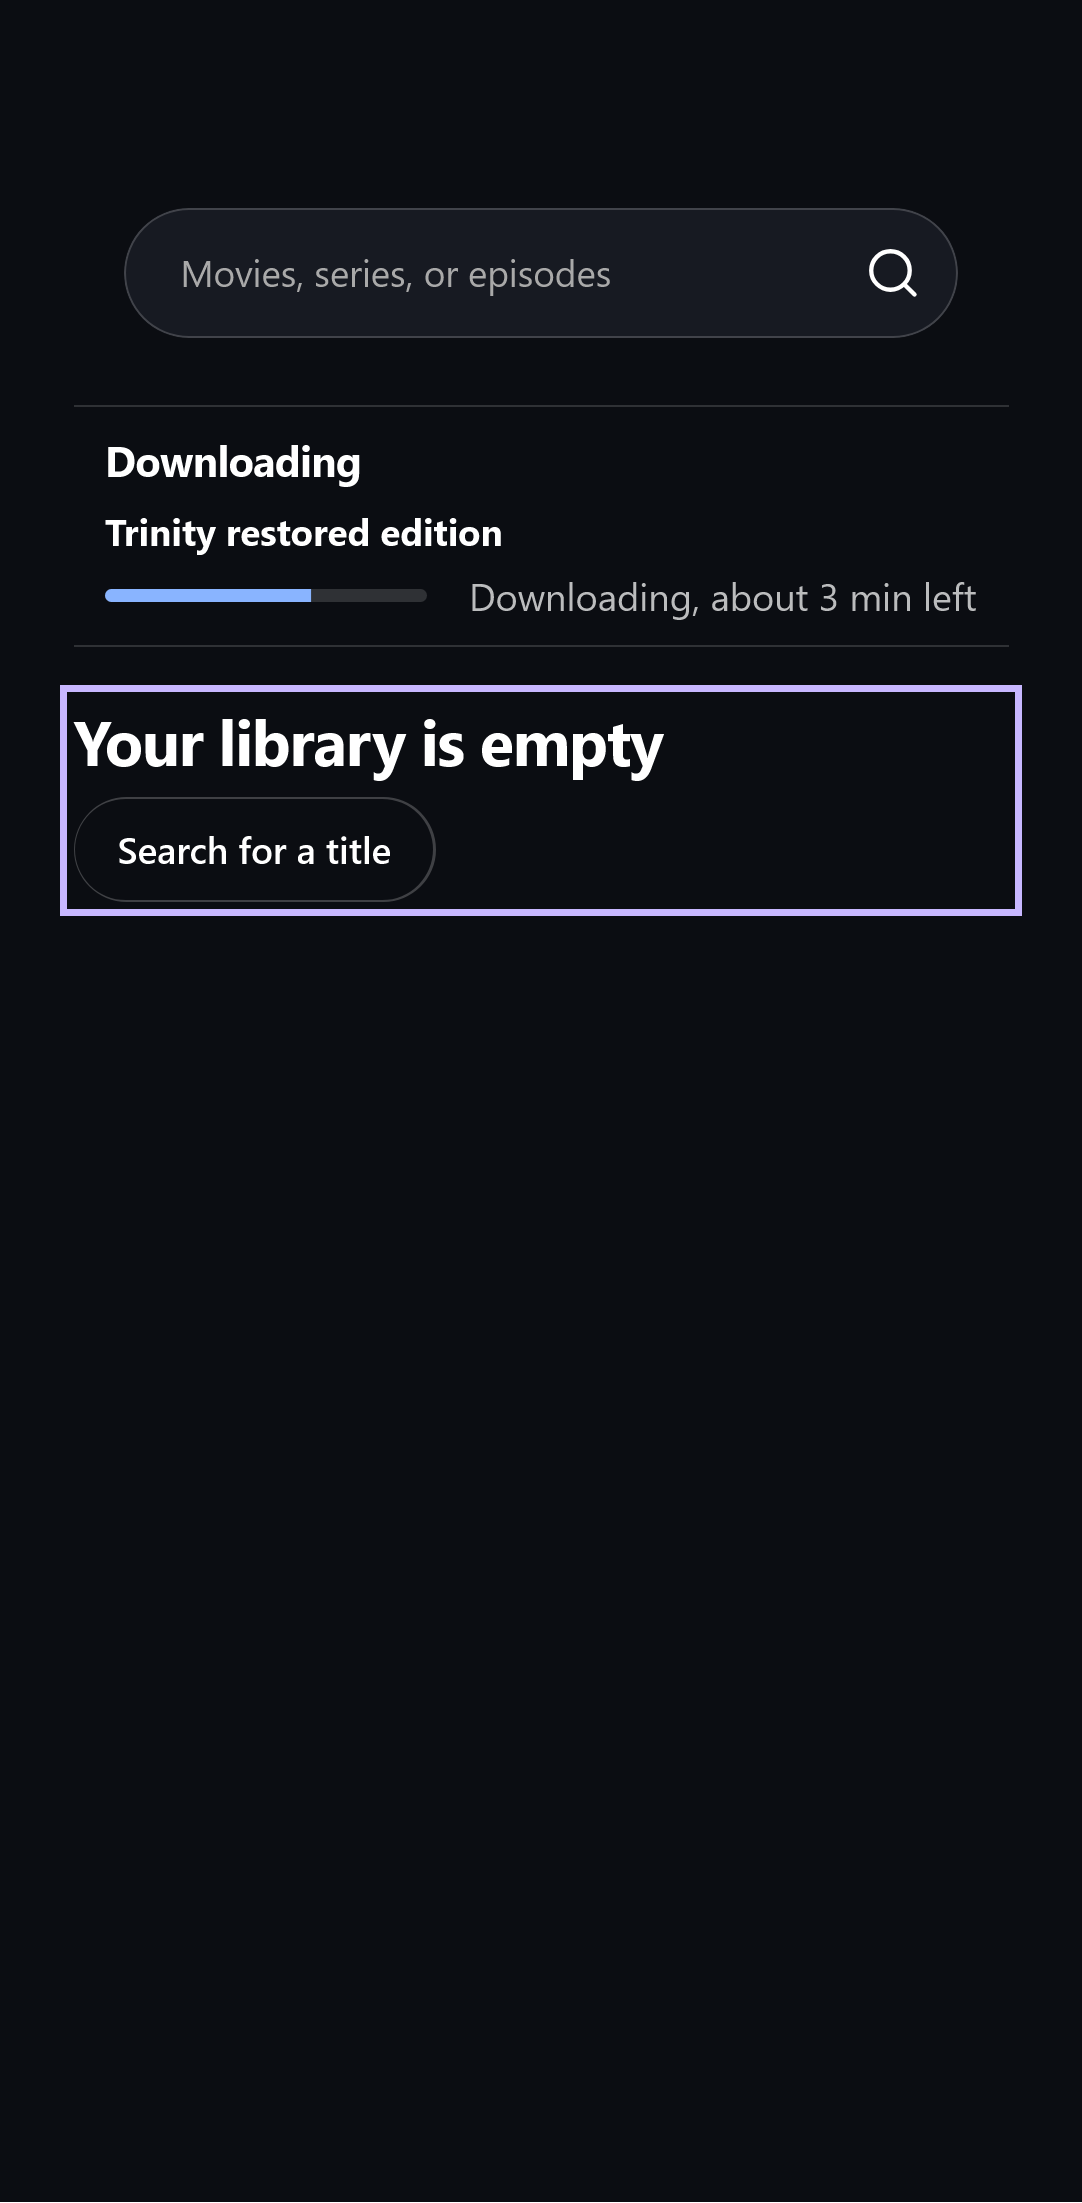 Movies, series, or episodes
Downloading
Trinity restored edition
Downloading, about 3 min left
Your library is empty
Search for a title